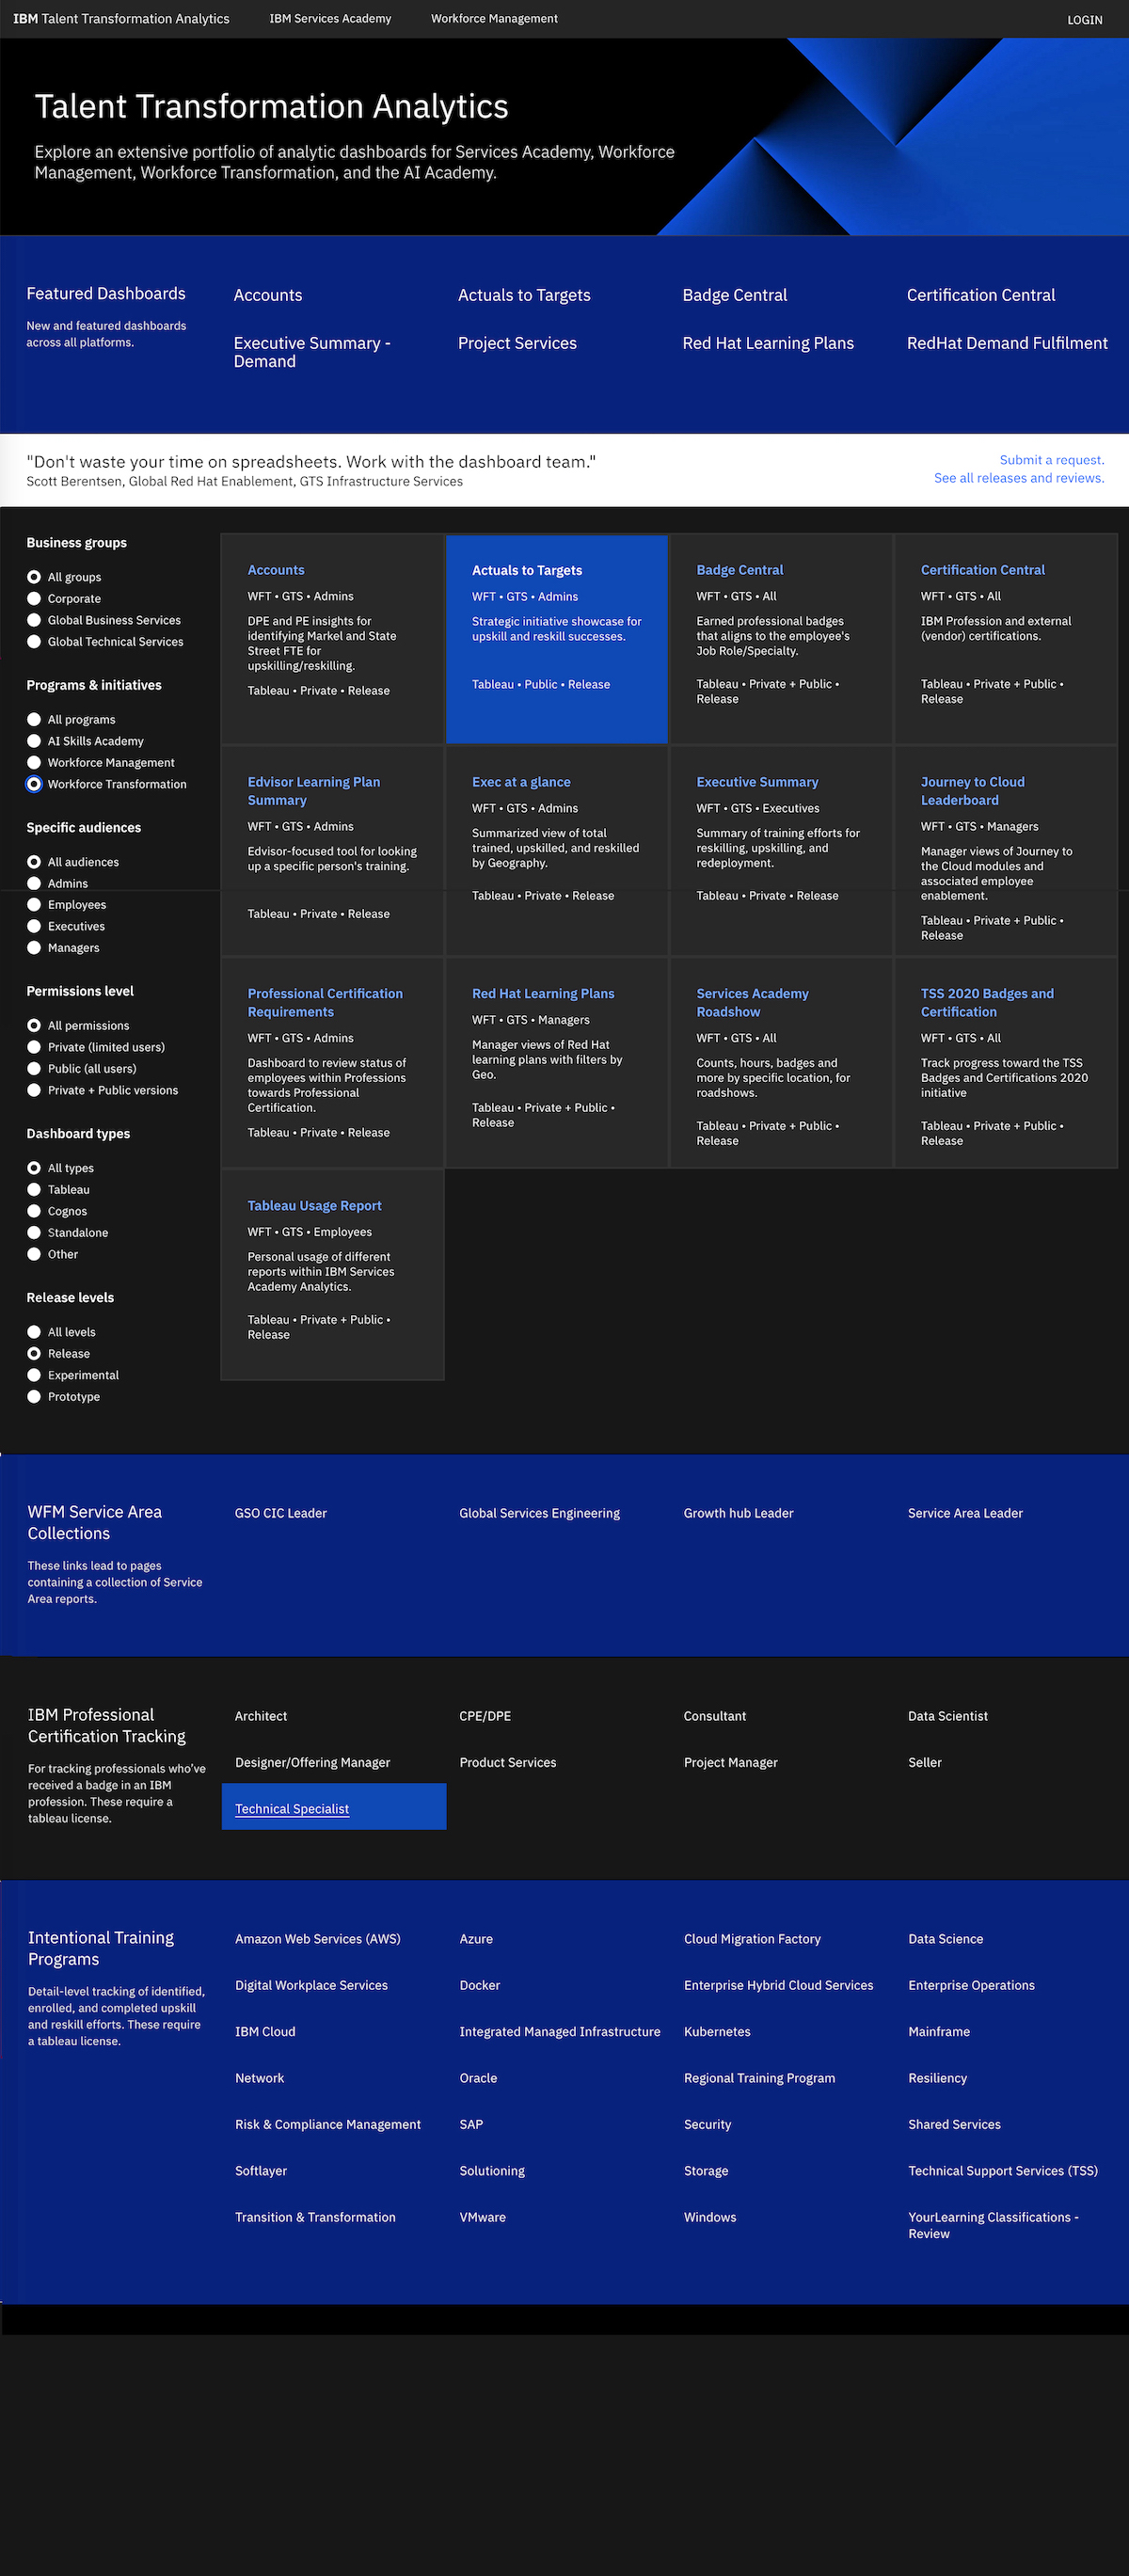 IBM Talent Transformation Analytics
IBM Services Academy
Workforce Management
LOGIN
Talent Transformation Analytics
Explore an extensive portfolio of analytic dashboards for Services Academy, Workforce
Management, Workforce Transformation, and the AI Academy.
Featured Dashboards
New and featured dashboards
across all platforms.
Accounts
Actuals to Targets
Badge Central
Certification Central
Executive Summary -
Demand
Project Services
Red Hat Learning Plans
RedHat Demand Fulfilment
"Don't waste your time on spreadsheets. Work with the dashboard team."
Scott Berentsen, Global Red Hat Enablement, GTS Infrastructure Services
Submit a request.
See all releases and reviews.
Business groups
All groups
Corporate
Global Business Services
Global Technical Services
Programs & initiatives
All programs
AI Skills Academy
Workforce Management
Workforce Transformation
Specific audiences
All audiences
Admins
Employees
Executives
Managers
Permissions level
All permissions
Private (limited users)
Public (all users)
Private + Public versions
Dashboard types
All types
Tableau
Cognos
Standalone
Other
Release levels
All levels
Release
Experimental
Prototype
Accounts
WFT • GTS • Admins
DPE and PE insights for
identifying Markel and State
Street FTE for
upskilling/reskilling.
Tableau • Private • Release
Actuals to Targets
WFT • GTS • Admins
Strategic initiative showcase for
upskill and reskill successes.
Tableau • Public • Release
Badge Central
WFT • GTS • All
Earned professional badges
that aligns to the employee's
Job Role/Specialty.
Tableau • Private + Public •
Release
Certification Central
WFT • GTS • All
IBM Profession and external
(vendor) certifications.
Tableau • Private + Public •
Release
Edvisor Learning Plan
Summary
WFT • GTS • Admins
Edvisor-focused tool for looking
up a specific person's training.
Tableau • Private • Release
Exec at a glance
WFT • GTS • Admins
Summarized view of total
trained, upskilled, and reskilled
by Geography.
Tableau • Private • Release
Executive Summary
WFT • GTS • Executives
Summary of training efforts for
reskilling, upskilling, and
redeployment.
Tableau • Private • Release
Journey to Cloud
Leaderboard
WFT • GTS • Managers
Manager views of Journey to
the Cloud modules and
associated employee
enablement.
Tableau • Private + Public •
Release
Professional Certification
Requirements
WFT • GTS • Admins
Dashboard to review status of
employees within Professions
towards Professional
Certification.
Tableau • Private • Release
Red Hat Learning Plans
WFT • GTS • Managers
Manager views of Red Hat
learning plans with filters by
Geo.
Tableau • Private + Public •
Release
Services Academy
Roadshow
WFT • GTS • All
Counts, hours, badges and
more by specific location, for
roadshows.
Tableau • Private + Public •
Release
TSS 2020 Badges and
Certification
WFT • GTS • All
Track progress toward the TSS
Badges and Certifications 2020
initiative
Tableau • Private + Public •
Release
Tableau Usage Report
WFT • GTS • Employees
Personal usage of different
reports within IBM Services
Academy Analytics.
Tableau • Private + Public •
Release
WFM Service Area
Collections
These links lead to pages
containing a collection of Service
Area reports.
GSO CIC Leader
Global Services Engineering
Growth hub Leader
Service Area Leader
IBM Professional
Certification Tracking
For tracking professionals who've
received a badge in an IBM
profession. These require a
tableau license.
Architect
CPE/DPE
Consultant
Data Scientist
Designer/Offering Manager
Product Services
Project Manager
Seller
Technical Specialist
Intentional Training
Programs
Detail-level tracking of identified,
enrolled, and completed upskill
and reskill efforts. These require
a tableau license.
Amazon Web Services (AWS)
Azure
Cloud Migration Factory
Data Science
Digital Workplace Services
Docker
Enterprise Hybrid Cloud Services
Enterprise Operations
IBM Cloud
Integrated Managed Infrastructure
Kubernetes
Mainframe
Network
Oracle
Regional Training Program
Resiliency
Risk & Compliance Management
SAP
Security
Shared Services
Softlayer
Solutioning
Storage
Technical Support Services (TSS)
Transition & Transformation
VMware
Windows
YourLearning Classifications -
Review